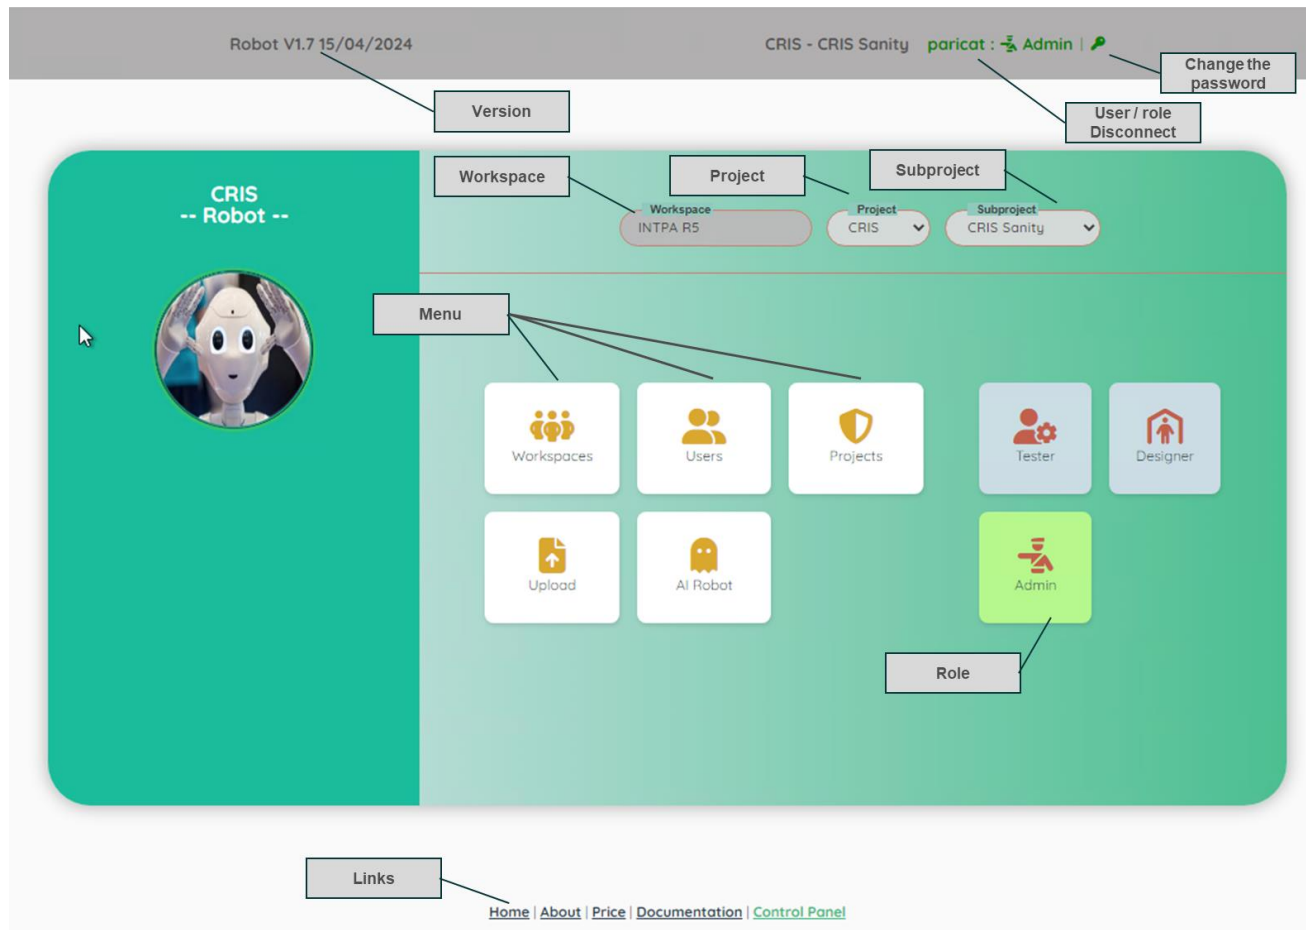 Robot V1.7 15/04/2024
CRIS - CRIS Sanity paricat : Admin |
Change the
password
Version
User / role
Disconnect
CRIS
-- Robot --
Workspace
Project
Subproject
Workspace
INTPA R5
Project
CRIS
Subproject
CRIS Sanity
Menu
Workspaces
Users
Projects
Tester
Designer
Upload
AI Robot
Admin
Role
Links
Home | About | Price | Documentation | Control Panel